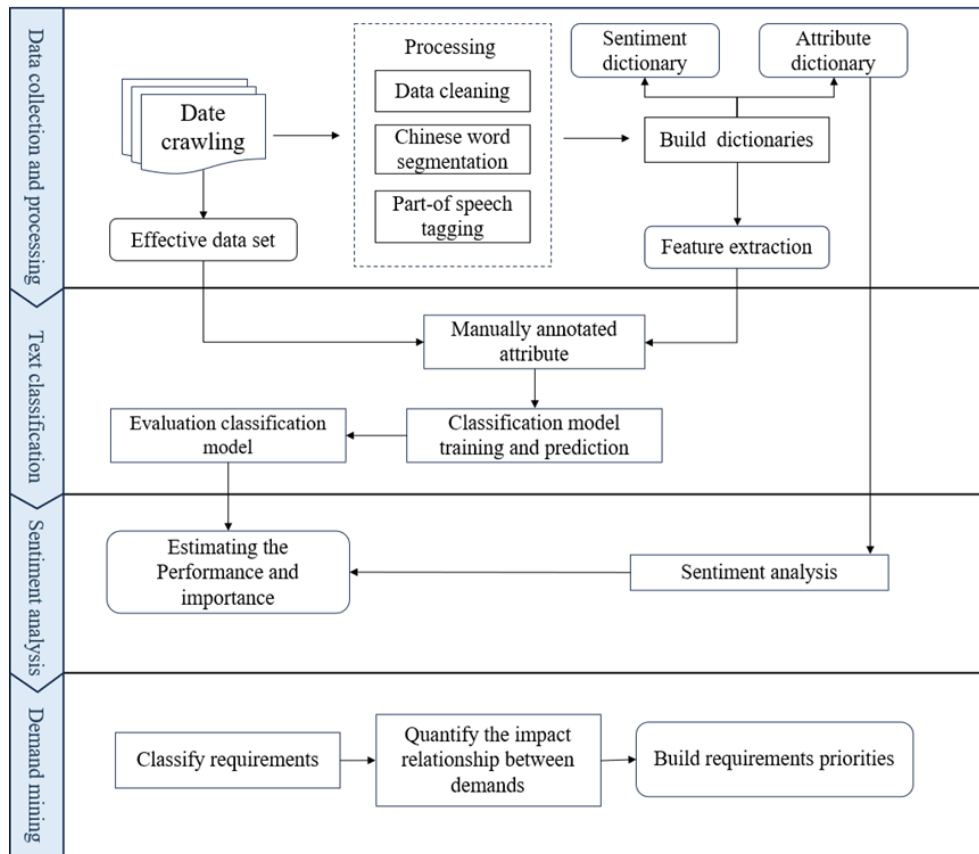 Data collection and processing
Processing
Sentiment
dictionary
Attribute
dictionary
Date
crawling
Data cleaning
Chinese word
segmentation
Part-of speech
tagging
Build dictionaries
Effective data set
Feature extraction
Text classification
Manually annotated
attribute
Evaluation classification
model
Classification model
training and prediction
Sentiment analysis
Estimating the
Performance and
importance
Sentiment analysis
Demand mining
Classify requirements
Quantify the impact
relationship between
demands
Build requirements priorities